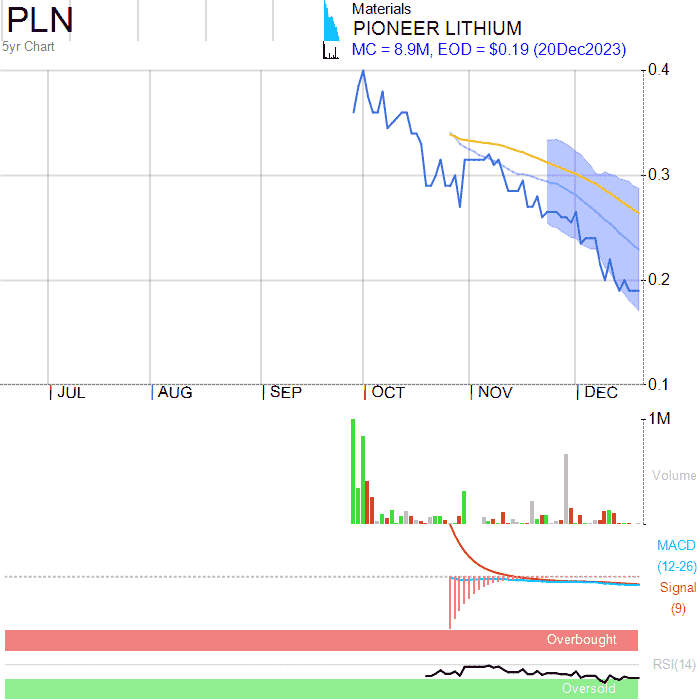 PLN
5yr Chart
Materials
PIONEER LITHIUM
MC = 8.9M, EOD = $0.19 (20Dec2023)
0.4
0.3
0.2
0.1
JUL AUG SEP OCT NOV DEC
1M
Volume
MACD
(12-26)
Signal
(9)
Overbought
RSI(14)
Oversold